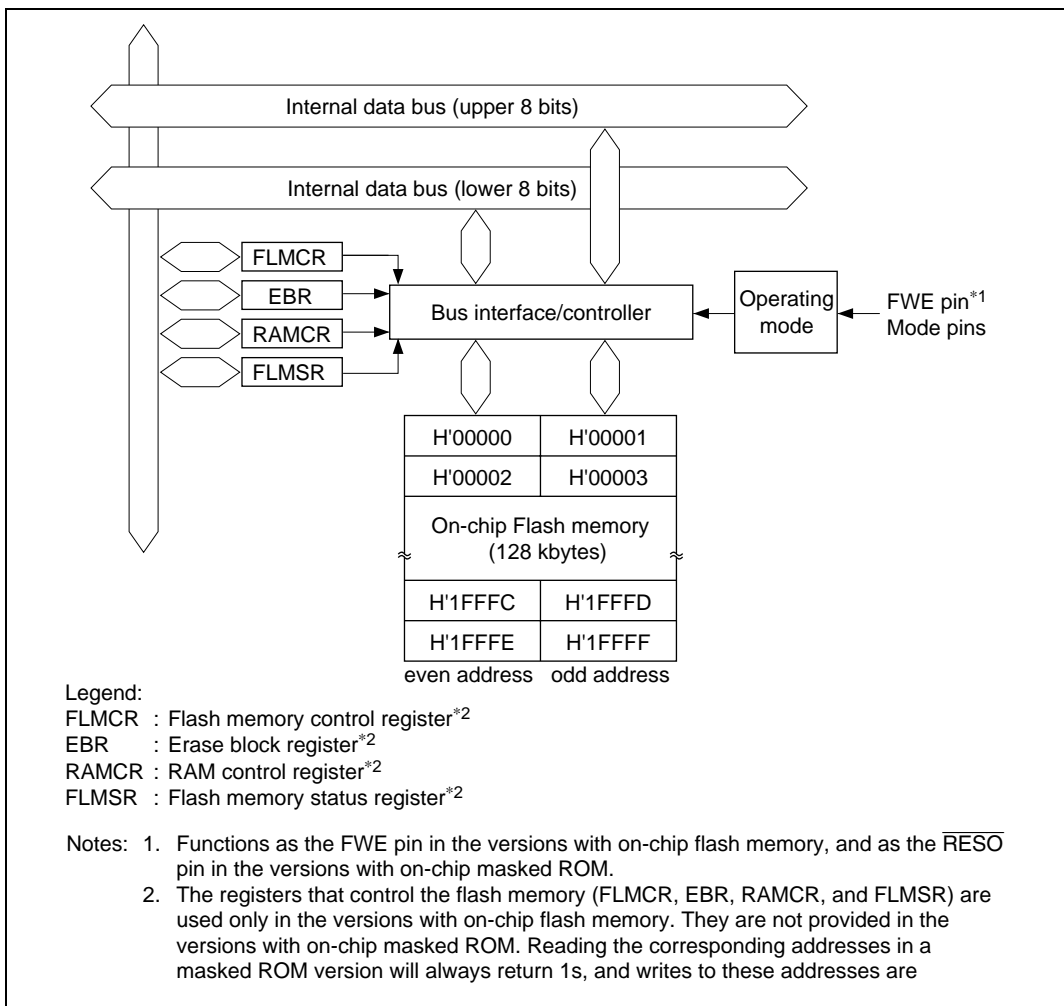 Internal data bus (upper 8 bits)
Internal data bus (lower 8 bits)
FLMCR
EBR
RAMCR
FLMSR
Bus interface/controller
Operating
mode
FWE pin*1
Mode pins
H'00000 H'00001
H'00002 H'00003
On-chip Flash memory
(128 kbytes)
H'1FFFC H'1FFFD
H'1FFFE H'1FFFF
even address odd address
Legend:
FLMCR : Flash memory control register*2
EBR : Erase block register*2
RAMCR : RAM control register*2
FLMSR : Flash memory status register*2
Notes: 1. Functions as the FWE pin in the versions with on-chip flash memory, and as the R̅E̅S̅O̅
pin in the versions with on-chip masked ROM.
2. The registers that control the flash memory (FLMCR, EBR, RAMCR, and FLMSR) are
used only in the versions with on-chip flash memory. They are not provided in the
versions with on-chip masked ROM. Reading the corresponding addresses in a
masked ROM version will always return 1s, and writes to these addresses are